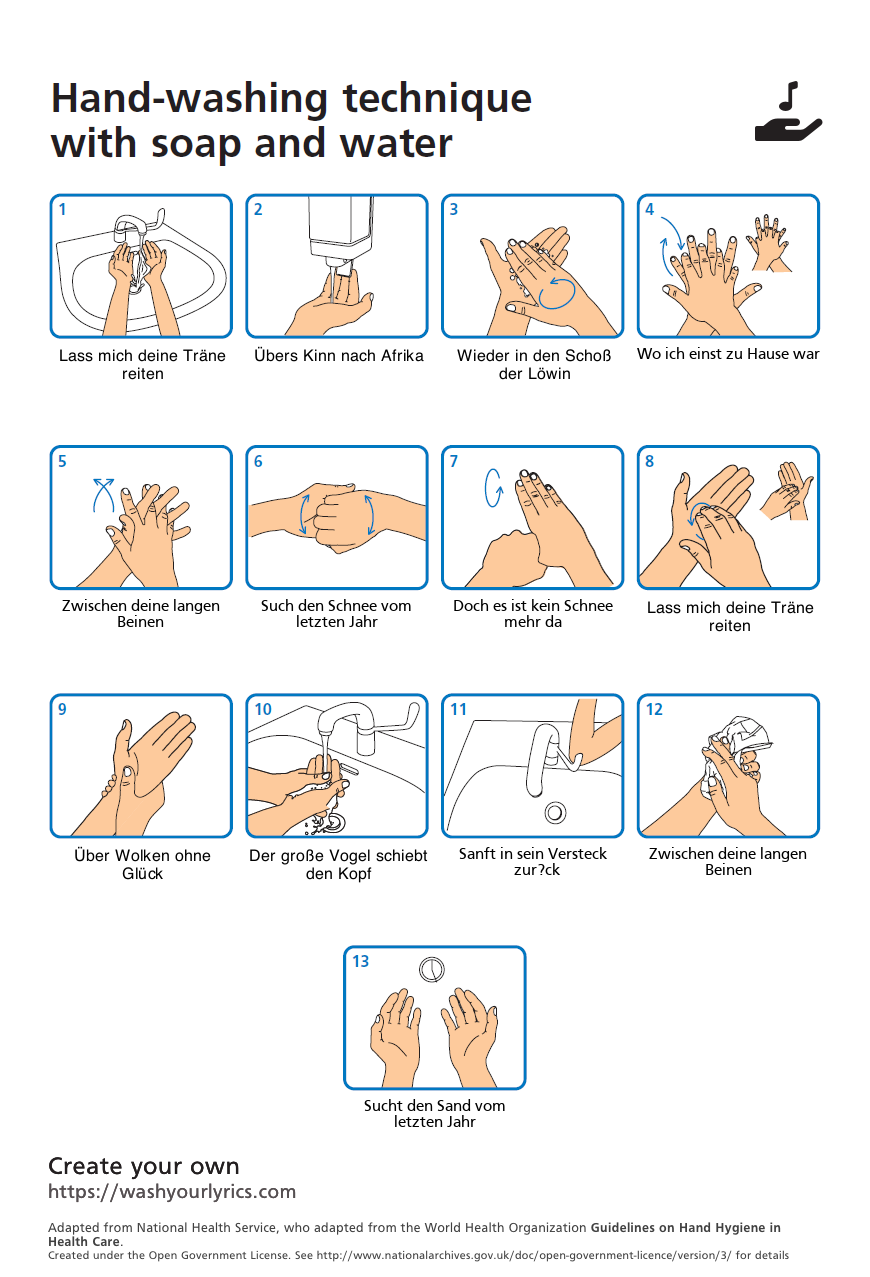 Hand-washing technique
with soap and water
1
Lass mich deine Träne
reiten
2
Übers Kinn nach Afrika
3
Wieder in den Schoß
der Löwin
4
Wo ich einst zu Hause war
5
Zwischen deine langen
Beinen
6
Such den Schnee vom
letzten Jahr
7
Doch es ist kein Schnee
mehr da
8
Lass mich deine Träne
reiten
9
Über Wolken ohne
Glück
10
Der große Vogel schiebt
den Kopf
11
Sanft in sein Versteck
zur?ck
12
Zwischen deine langen
Beinen
13
Sucht den Sand vom
letzten Jahr
Create your own
https://washyourlyrics.com
Adapted from National Health Service, who adapted from the World Health Organization Guidelines on Hand Hygiene in
Health Care.
Created under the Open Government License. See http://www.nationalarchives.gov.uk/doc/open-government-licence/version/3/ for details